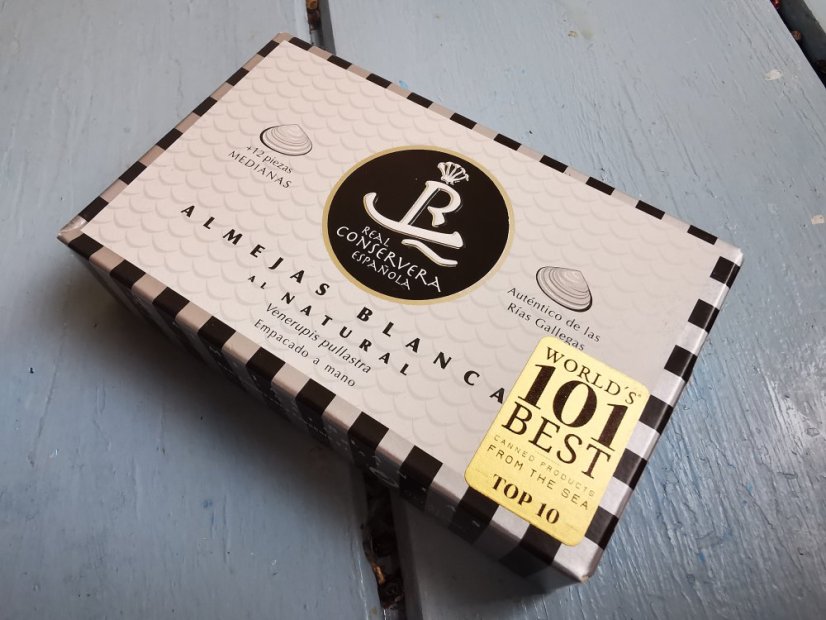 +12 piezas
MEDIANAS
REAL
CONSERVERA
ESPAÑOLA
Auténtico de las
Rías Gallegas
ALMEJAS BLANCA
AL NATURAL
Venerupis pullastra
Empacado a mano
WORLD'S
101
BEST
CANNED PRODUCTS
FROM THE SEA
TOP 10